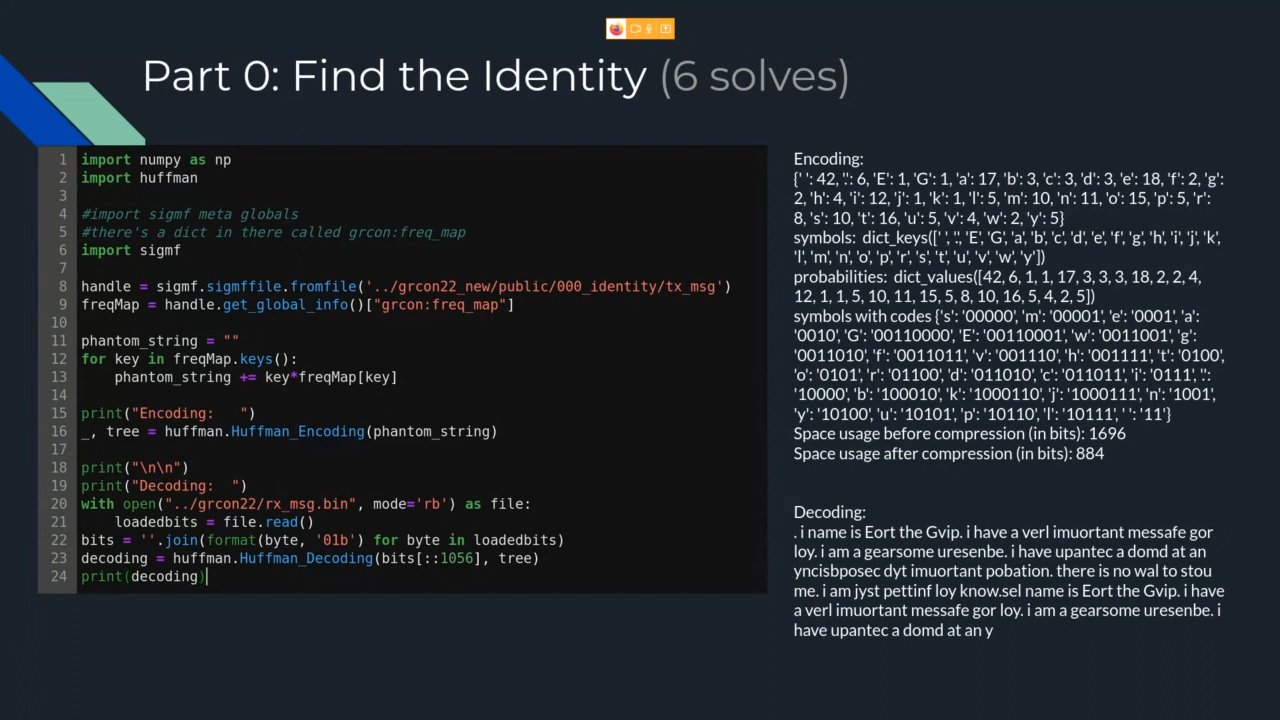 Part 0: Find the Identity (6 solves)
1 import numpy as np
2 import huffman
3
4 #import sigmf meta globals
5 #there's a dict in there called grcon:freq_map
6 import sigmf
7
8 handle = sigmf.sigmffile.fromfile('../grcon22_new/public/000_identity/tx_msg')
9 freqMap = handle.get_global_info()["grcon:freq_map"]
10
11 phantom_string = ""
12 for key in freqMap.keys():
13     phantom_string += key*freqMap[key]
14
15 print("Encoding:   ")
16 _, tree = huffman.Huffman_Encoding(phantom_string)
17
18 print("\n\n")
19 print("Decoding:  ")
20 with open("../grcon22/rx_msg.bin", mode='rb') as file:
21     loadedbits = file.read()
22 bits = ''.join(format(byte, '01b') for byte in loadedbits)
23 decoding = huffman.Huffman_Decoding(bits[::1056], tree)
24 print(decoding)
Encoding:
{' ': 42, '.': 6, 'E': 1, 'G': 1, 'a': 17, 'b': 3, 'c': 3, 'd': 3, 'e': 18, 'f': 2, 'g':
2, 'h': 4, 'i': 12, 'j': 1, 'k': 1, 'l': 5, 'm': 10, 'n': 11, 'o': 15, 'p': 5, 'r':
8, 's': 10, 't': 16, 'u': 5, 'v': 4, 'w': 2, 'y': 5}
symbols:  dict_keys([' ', '.', 'E', 'G', 'a', 'b', 'c', 'd', 'e', 'f', 'g', 'h', 'i', 'j', 'k',
'l', 'm', 'n', 'o', 'p', 'r', 's', 't', 'u', 'v', 'w', 'y'])
probabilities:  dict_values([42, 6, 1, 1, 17, 3, 3, 3, 18, 2, 2, 4,
12, 1, 1, 5, 10, 11, 15, 5, 8, 10, 16, 5, 4, 2, 5])
symbols with codes {'s': '00000', 'm': '00001', 'e': '0001', 'a':
'0010', 'G': '00110000', 'E': '00110001', 'w': '0011001', 'g':
'0011010', 'f': '0011011', 'v': '001110', 'h': '001111', 't': '0100',
'o': '0101', 'r': '01100', 'd': '011010', 'c': '011011', 'i': '0111', '.':
'10000', 'b': '100010', 'k': '1000110', 'j': '1000111', 'n': '1001',
'y': '10100', 'u': '10101', 'p': '10110', 'l': '10111', ' ': '11'}
Space usage before compression (in bits): 1696
Space usage after compression (in bits): 884
Decoding:
. i name is Eort the Gvip. i have a verl imuortant messafe gor
loy. i am a gearsome uresenbe. i have upantec a domd at an
yncisbposec dyt imuortant pobation. there is no wal to stou
me. i am jyst pettinf loy know.sel name is Eort the Gvip. i have
a verl imuortant messafe gor loy. i am a gearsome uresenbe. i
have upantec a domd at an y